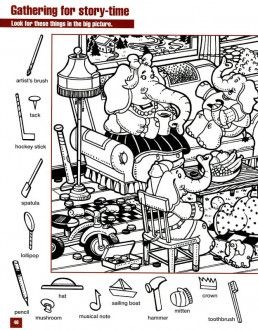 Gathering for story-time
Look for these things in the big picture.
artist's brush
tack
hockey stick
spatula
lollipop
pencil
mushroom
hat
musical note
sailing boat
hammer
mitten
crown
toothbrush